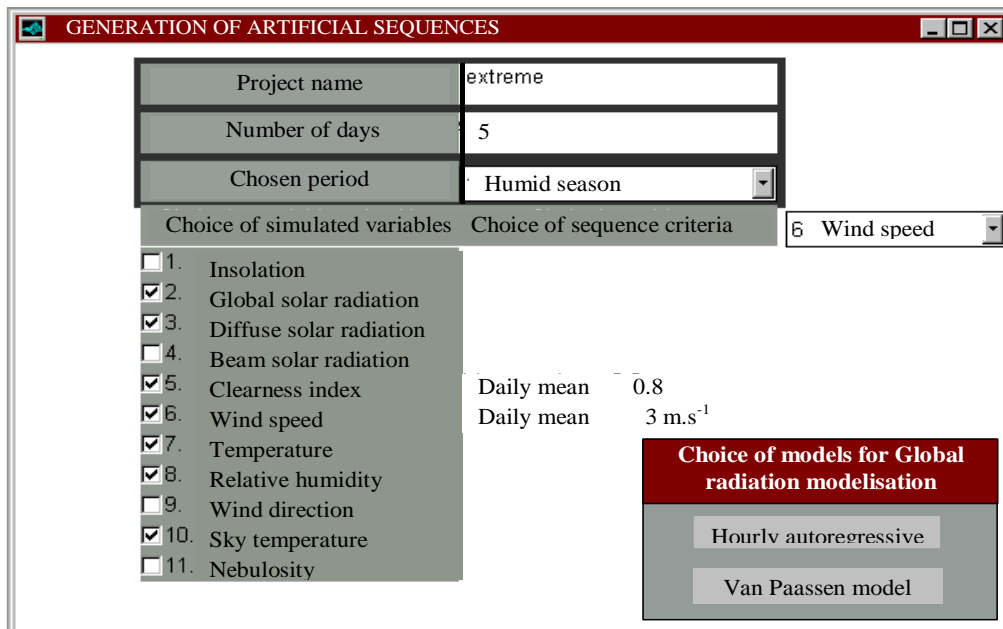 GENERATION OF ARTIFICIAL SEQUENCES
Project name extreme
Number of days 5
Chosen period Humid season
Choice of simulated variables Choice of sequence criteria 6 Wind speed
1. Insolation
2. Global solar radiation
3. Diffuse solar radiation
4. Beam solar radiation
5. Clearness index Daily mean 0.8
6. Wind speed Daily mean 3 m.s⁻¹
7. Temperature
8. Relative humidity
9. Wind direction
10. Sky temperature
11. Nebulosity
Choice of models for Global
radiation modelisation
Hourly autoregressive
Van Paassen model